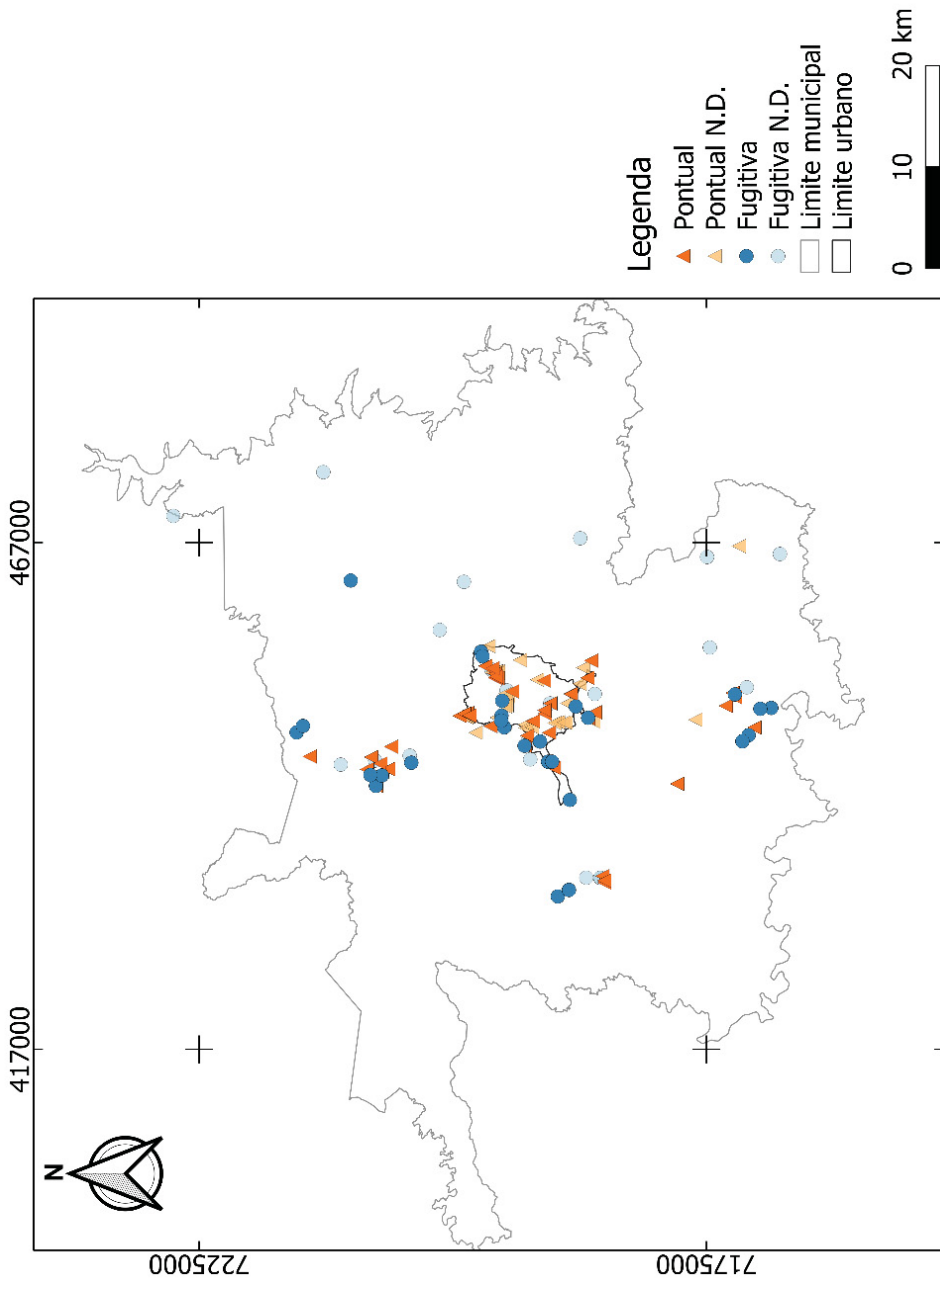 N
417000
467000
7225000
7175000
Legenda
Pontual
Pontual N.D.
Fugitiva
Fugitiva N.D.
Limite municipal
Limite urbano
0 10 20 km